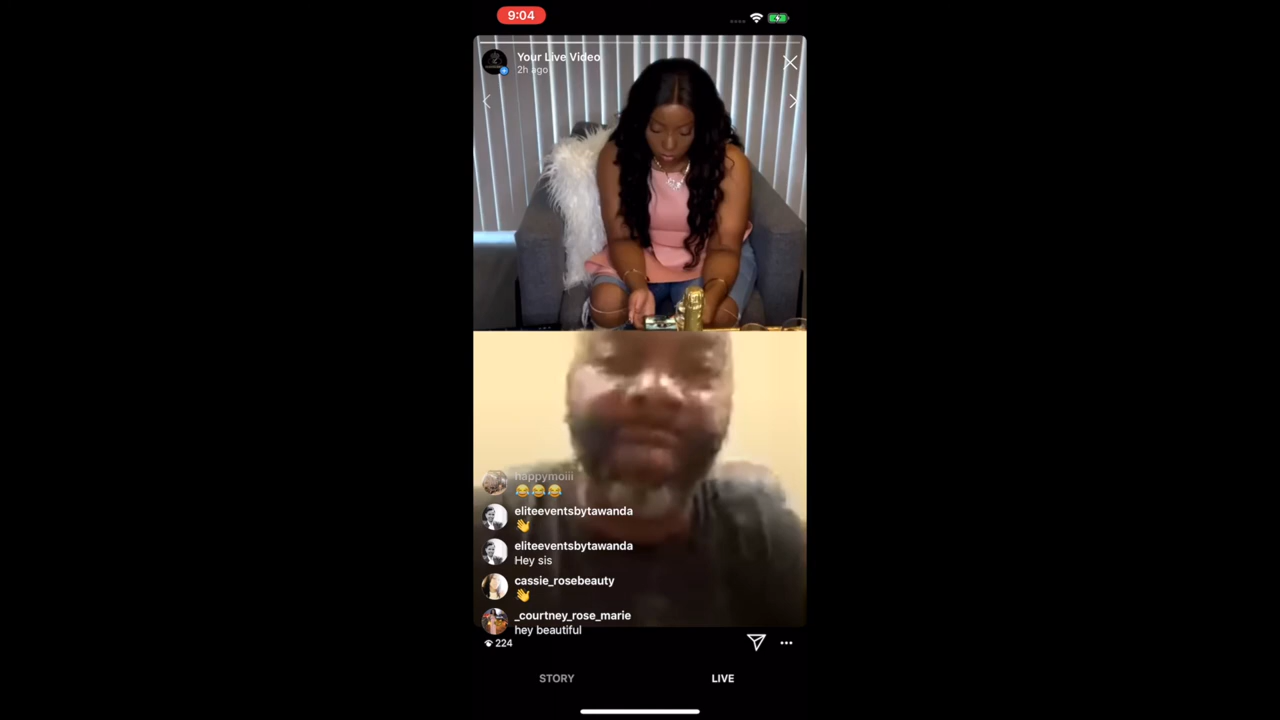 9:04
Your Live Video
2h ago
happymoiii
😂😂😂
eliteeventsbytawanda
👋
eliteeventsbytawanda
Hey sis
cassie_rosebeauty
👋
_courtney_rose_marie
hey beautiful
224
STORY
LIVE